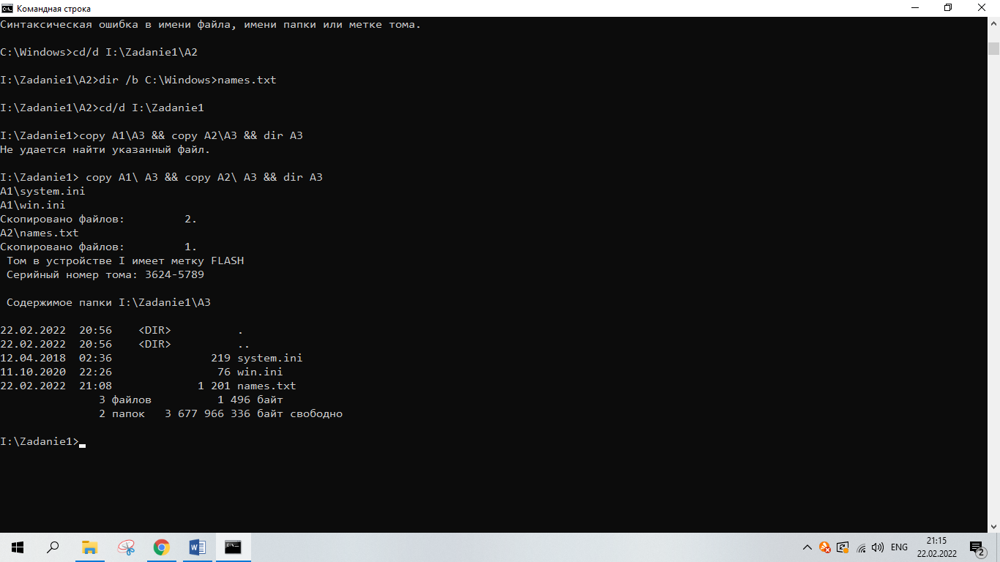 Командная строка
Синтаксическая ошибка в имени файла, имени папки или метке тома.
C:\Windows>cd/d I:\Zadanie1\A2
I:\Zadanie1\A2>dir /b C:\Windows>names.txt
I:\Zadanie1\A2>cd/d I:\Zadanie1
I:\Zadanie1>copy A1\A3 && copy A2\A3 && dir A3
Не удается найти указанный файл.
I:\Zadanie1> copy A1\ A3 && copy A2\ A3 && dir A3
A1\system.ini
A1\win.ini
Скопировано файлов:         2.
A2\names.txt
Скопировано файлов:         1.
Том в устройстве I имеет метку FLASH
Серийный номер тома: 3624-5789
Содержимое папки I:\Zadanie1\A3
22.02.2022  20:56    <DIR>          .
22.02.2022  20:56    <DIR>          ..
12.04.2018  02:36               219 system.ini
11.10.2020  22:26                76 win.ini
22.02.2022  21:08             1 201 names.txt
3 файлов          1 496 байт
2 папок   3 677 966 336 байт свободно
I:\Zadanie1>
ENG
21:15
22.02.2022
2